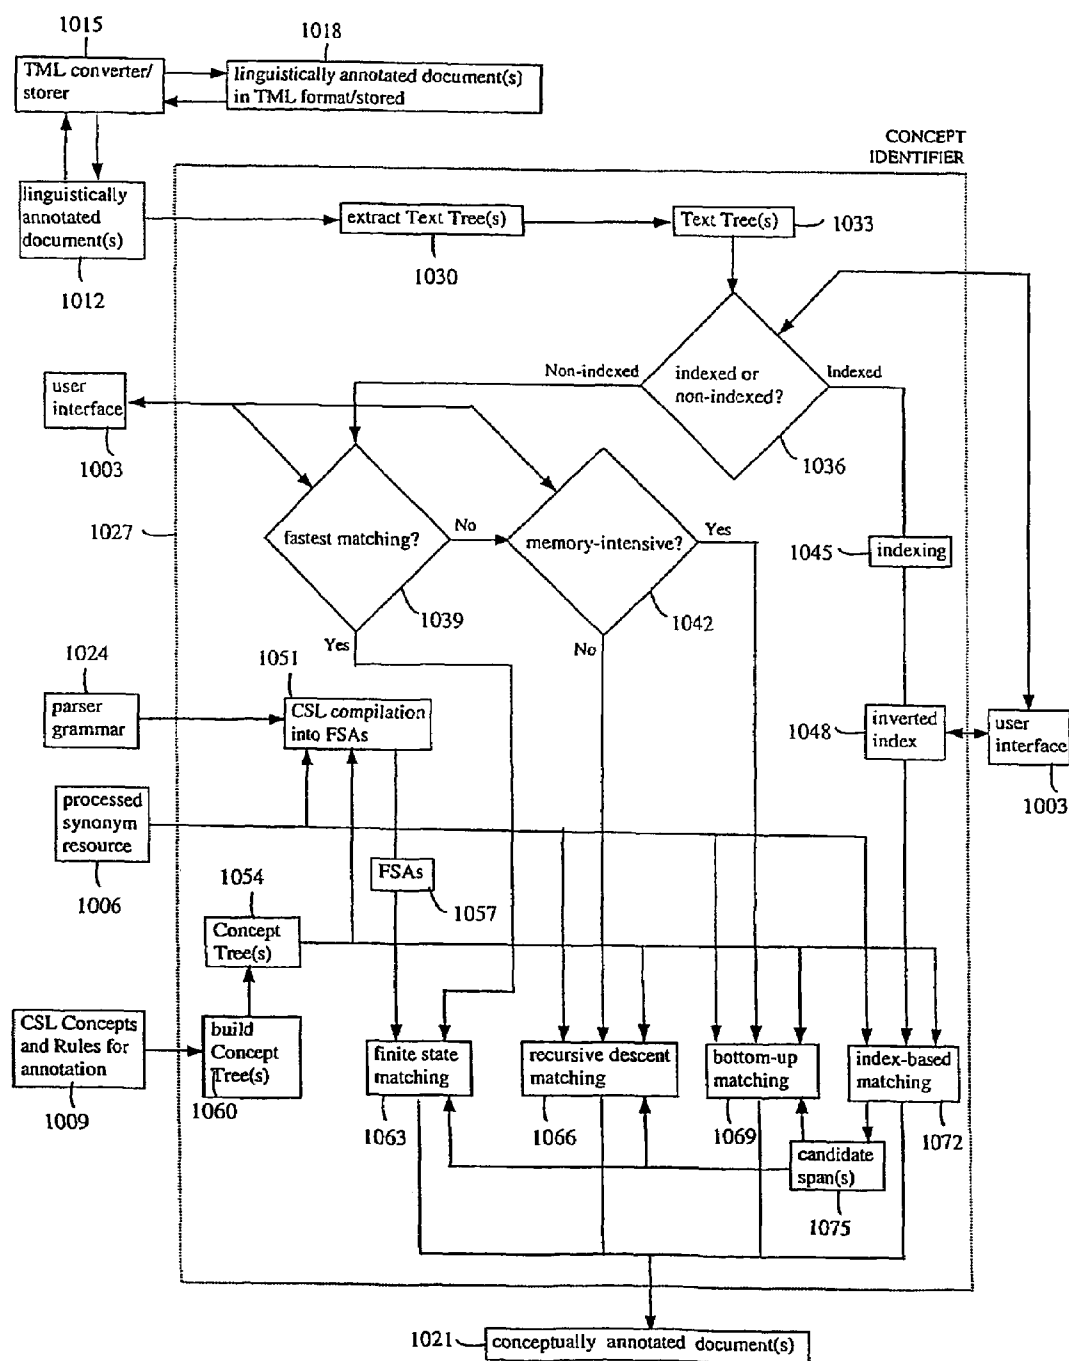 1015
1018
TML converter/
storer
linguistically annotated document(s)
in TML format/stored
CONCEPT
IDENTIFIER
linguistically
annotated
document(s)
extract Text Tree(s)
Text Tree(s)
1033
1030
1012
Non-indexed
indexed or
non-indexed?
Indexed
user
interface
1003
1036
1027
fastest matching?
No
memory-intensive?
Yes
1045
indexing
1039
1042
Yes
No
1024
1051
parser
grammar
CSL compilation
into FSAs
1048
inverted
index
user
interface
1003
processed
synonym
resource
1006
FSAs
1057
1054
Concept
Tree(s)
CSL Concepts
and Rules for
annotation
1009
build
Concept
Tree(s)
1060
finite state
matching
recursive descent
matching
bottom-up
matching
index-based
matching
1063
1066
1069
1072
candidate
span(s)
1075
1021
conceptually annotated document(s)